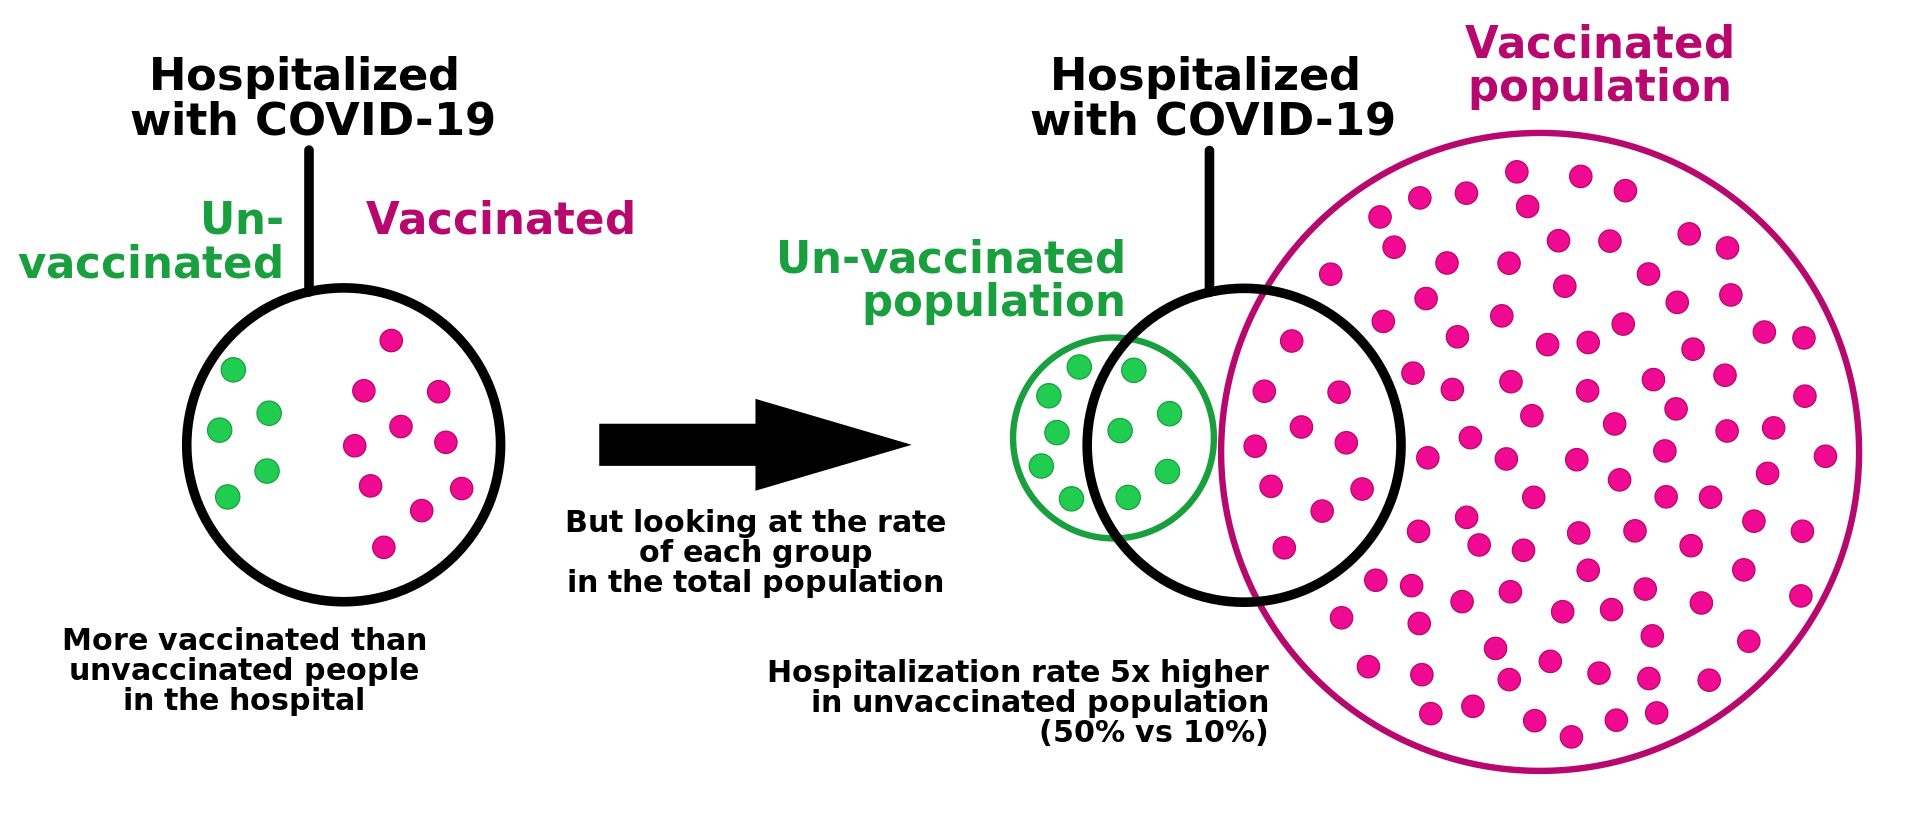 Hospitalized
with COVID-19
Un-
vaccinated
Vaccinated
More vaccinated than
unvaccinated people
in the hospital
But looking at the rate
of each group
in the total population
Hospitalized
with COVID-19
Vaccinated
population
Un-vaccinated
population
Hospitalization rate 5x higher
in unvaccinated population
(50% vs 10%)